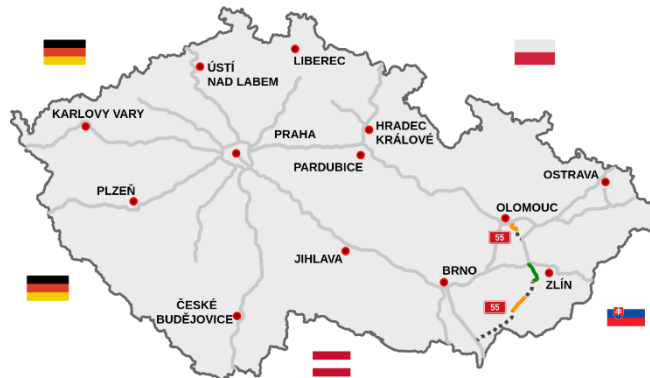 LIBEREC
ÚSTÍ
NAD LABEM
KARLOVY VARY
HRADEC
KRÁLOVÉ
PRAHA
PARDUBICE
OSTRAVA
PLZEŇ
OLOMOUC
55
JIHLAVA
BRNO
ZLÍN
55
ČESKÉ
BUDĚJOVICE